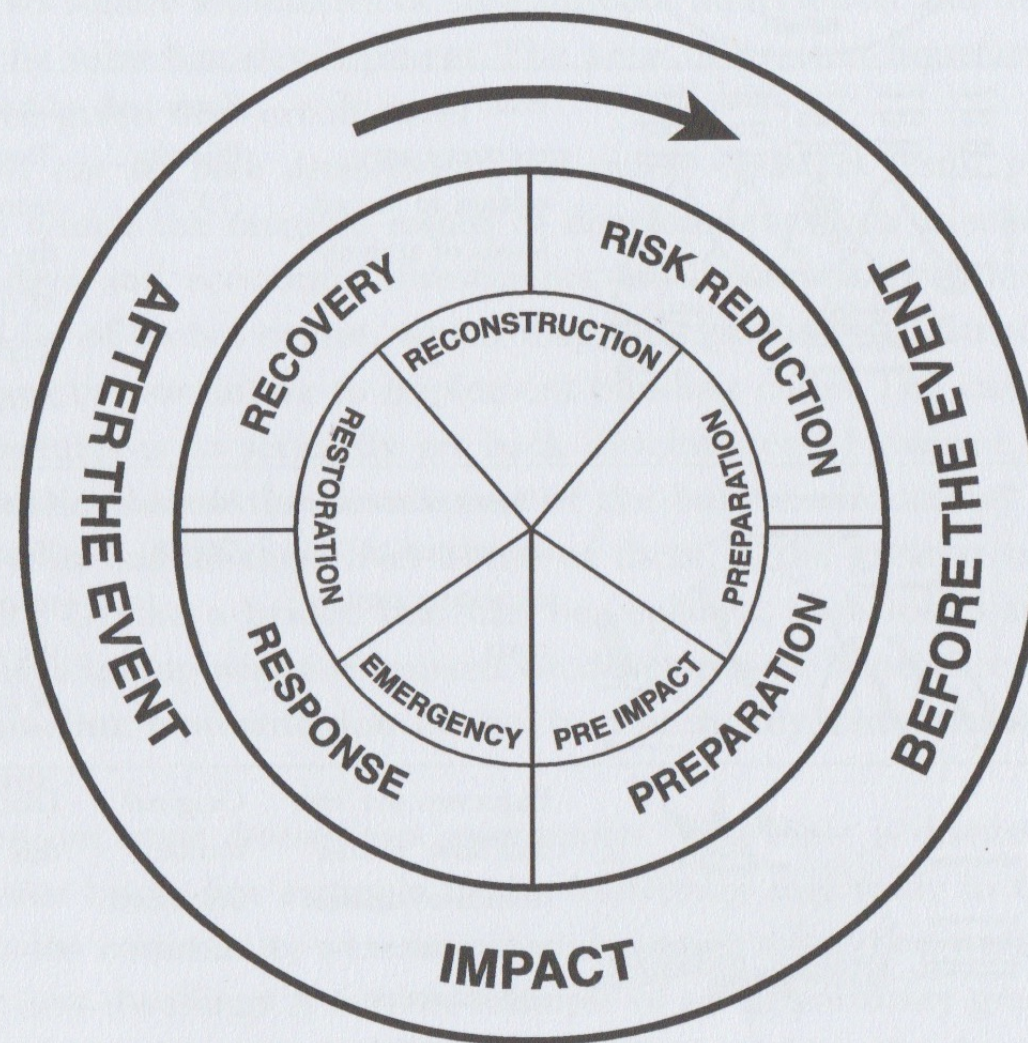 AFTER THE EVENT
BEFORE THE EVENT
IMPACT
RECOVERY
RISK REDUCTION
RESPONSE
PREPARATION
RECONSTRUCTION
RESTORATION
PREPARATION
EMERGENCY
PRE IMPACT